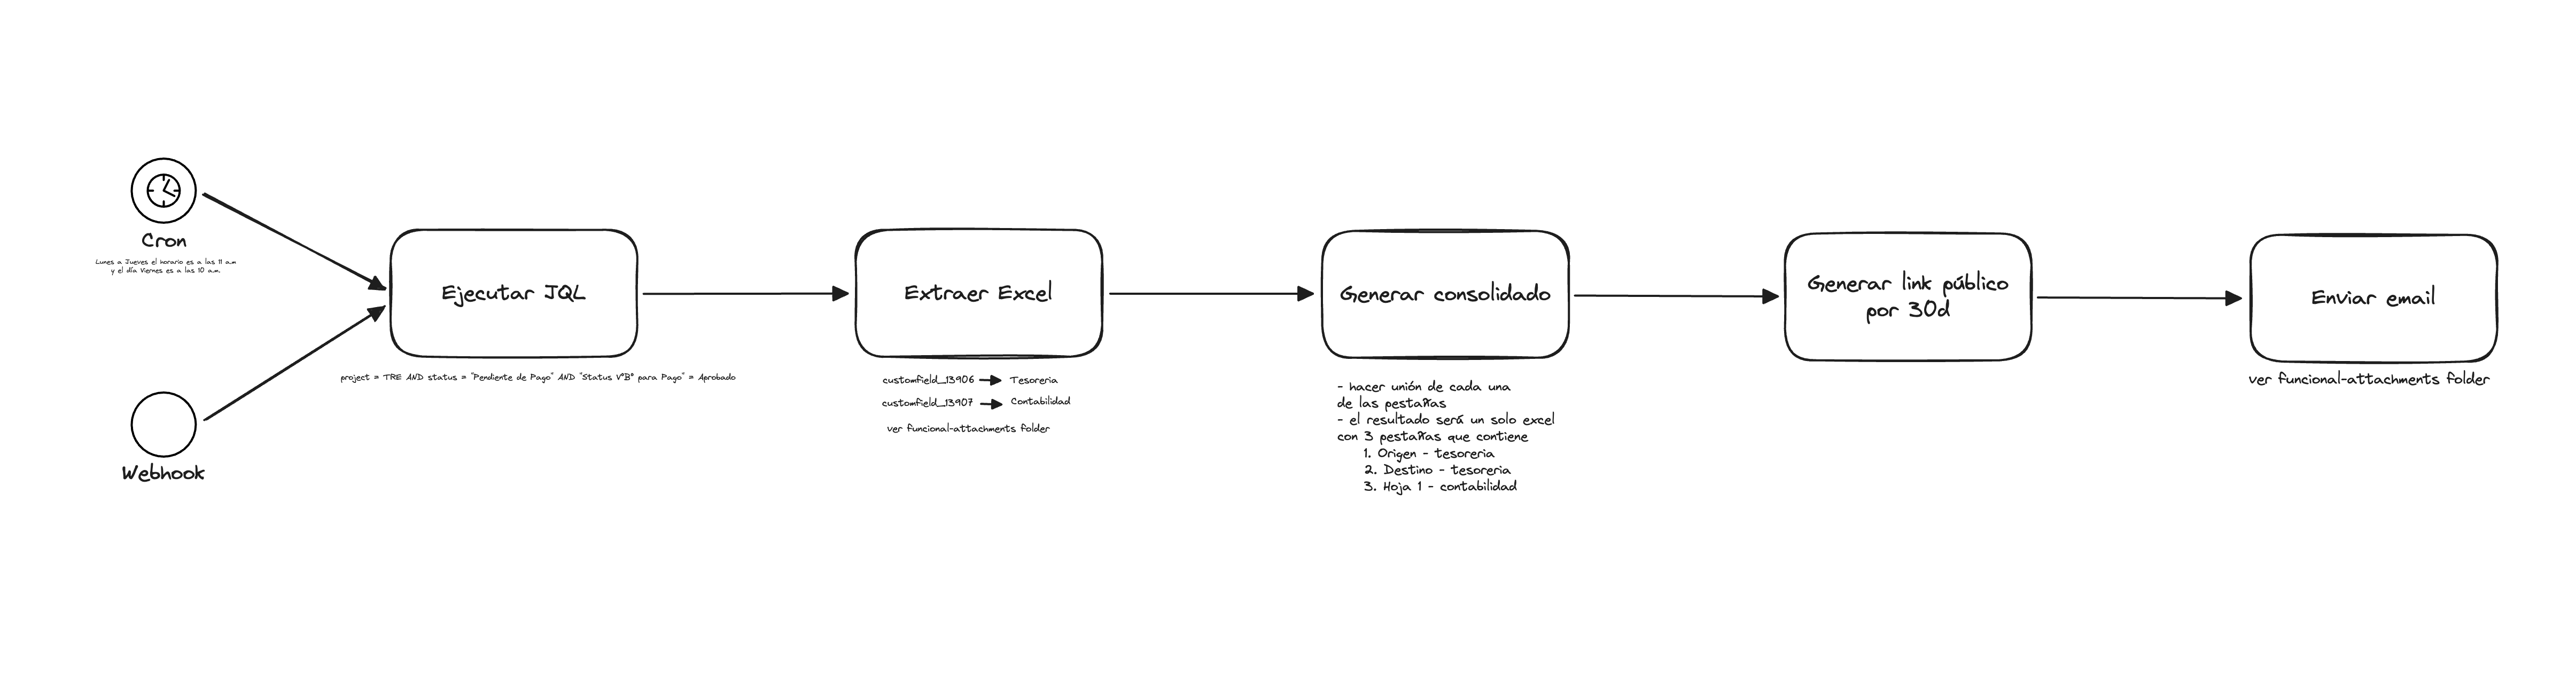 Cron
Lunes a Jueves el horario es a las 11 a.m
y el día Viernes es a las 10 a.m.
Webhook
Ejecutar JQL
project = TRE AND status = "Pendiente de Pago" AND "Status V°B° para Pago" = Aprobado
Extraer Excel
customfield_13906 Tesoreria
customfield_13907 Contabilidad
ver funcional-attachments folder
Generar consolidado
- hacer unión de cada una
de las pestañas
- el resultado será un solo excel
con 3 pestañas que contiene
1. Origen - tesoreria
2. Destino - tesoreria
3. Hoja 1 - contabilidad
Generar link público
por 30d
Enviar email
ver funcional-attachments folder